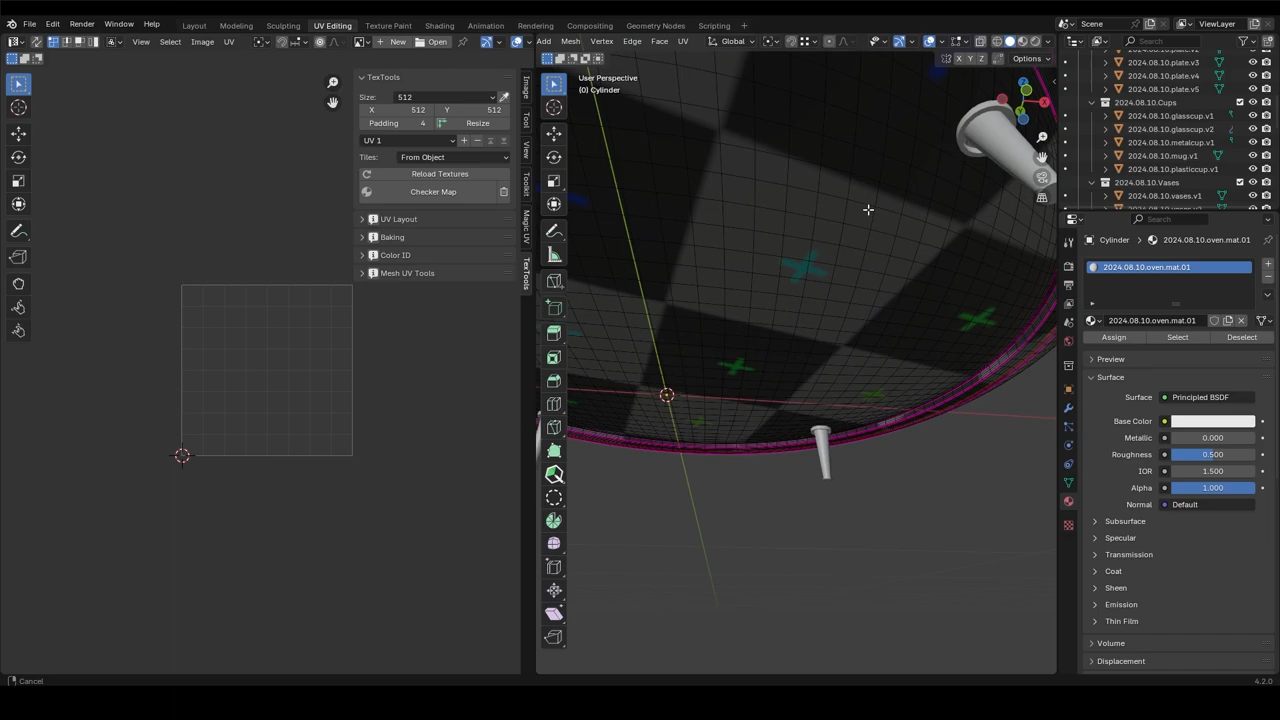 File Edit Render Window Help Layout Modeling Sculpting UV Editing Texture Paint Shading Animation Rendering Compositing Geometry Nodes Scripting Scene ViewLayer
View Select Image UV New Open Add Mesh Vertex Edge Face UV Global Search
X Y Z Options
User Perspective
(0) Cylinder
TexTools
Size: 512
X 512 Y 512
Padding 4 Resize
UV 1
Tiles: From Object
Reload Textures
Checker Map
UV Layout
Baking
Color ID
Mesh UV Tools
Image
Tool
View
Toolkit
Magic UV
TexTools
2024.08.10.plate.v3
2024.08.10.plate.v4
2024.08.10.plate.v5
2024.08.10.Cups
2024.08.10.glasscup.v1
2024.08.10.glasscup.v2
2024.08.10.metalcup.v1
2024.08.10.mug.v1
2024.08.10.plasticcup.v1
2024.08.10.Vases
2024.08.10.vases.v1
Search
Cylinder 2024.08.10.oven.mat.01
2024.08.10.oven.mat.01
2024.08.10.oven.mat.01
Assign Select Deselect
Preview
Surface
Surface Principled BSDF
Base Color
Metallic 0.000
Roughness 0.500
IOR 1.500
Alpha 1.000
Normal Default
Subsurface
Specular
Transmission
Coat
Sheen
Emission
Thin Film
Volume
Displacement
Cancel 4.2.0